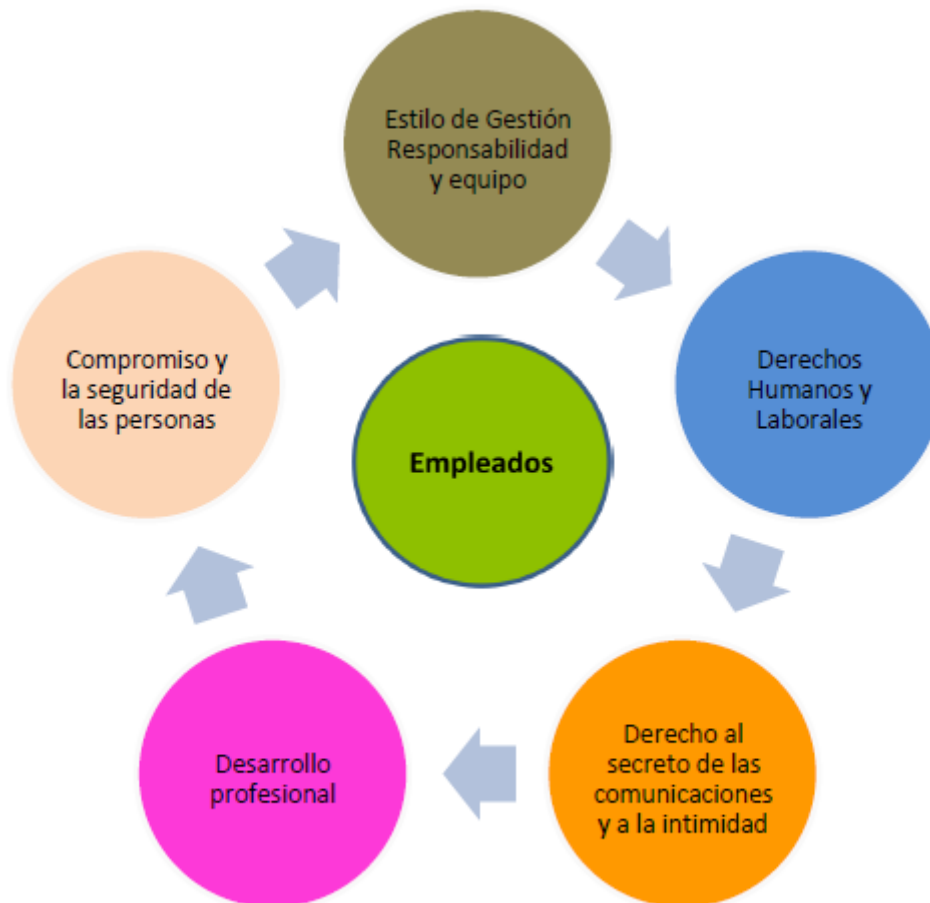 Estilo de Gestión
Responsabilidad
y equipo
Derechos
Humanos y
Laborales
Derecho al
secreto de las
comunicaciones
y a la intimidad
Desarrollo
profesional
Compromiso y
la seguridad de
las personas
Empleados